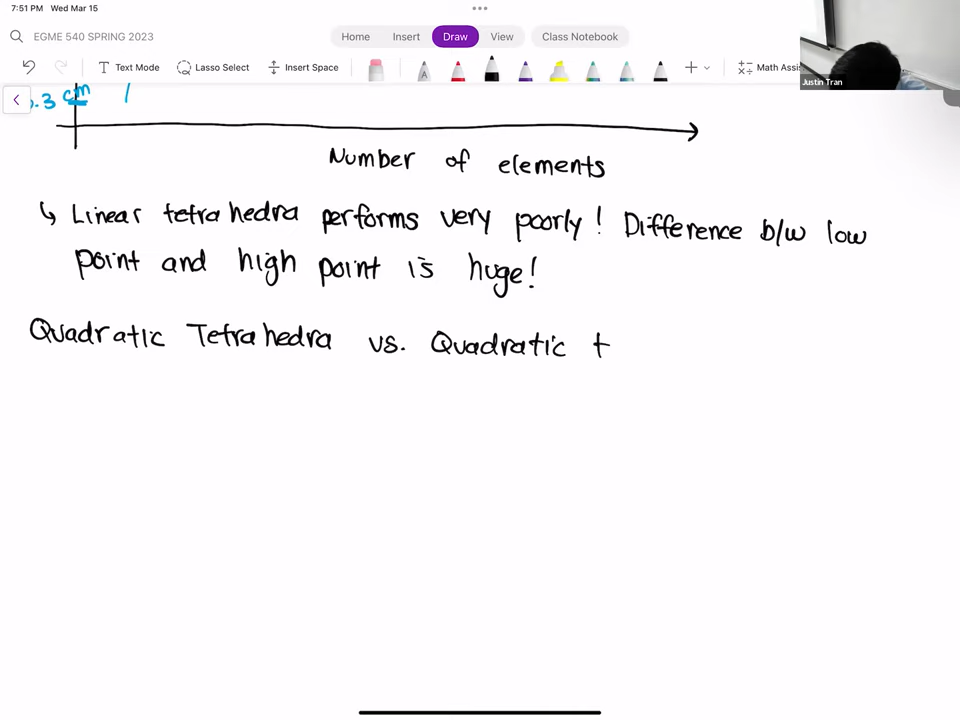 7:51 PM Wed Mar 15
EGME 540 SPRING 2023
Home Insert Draw View Class Notebook
Text Mode Lasso Select Insert Space Math Assis
Justin Tran
.3 cm
Number of elements
↳ Linear tetrahedra performs very poorly! Difference b/w low
point and high point is huge!
Quadratic Tetrahedra vs. Quadratic t